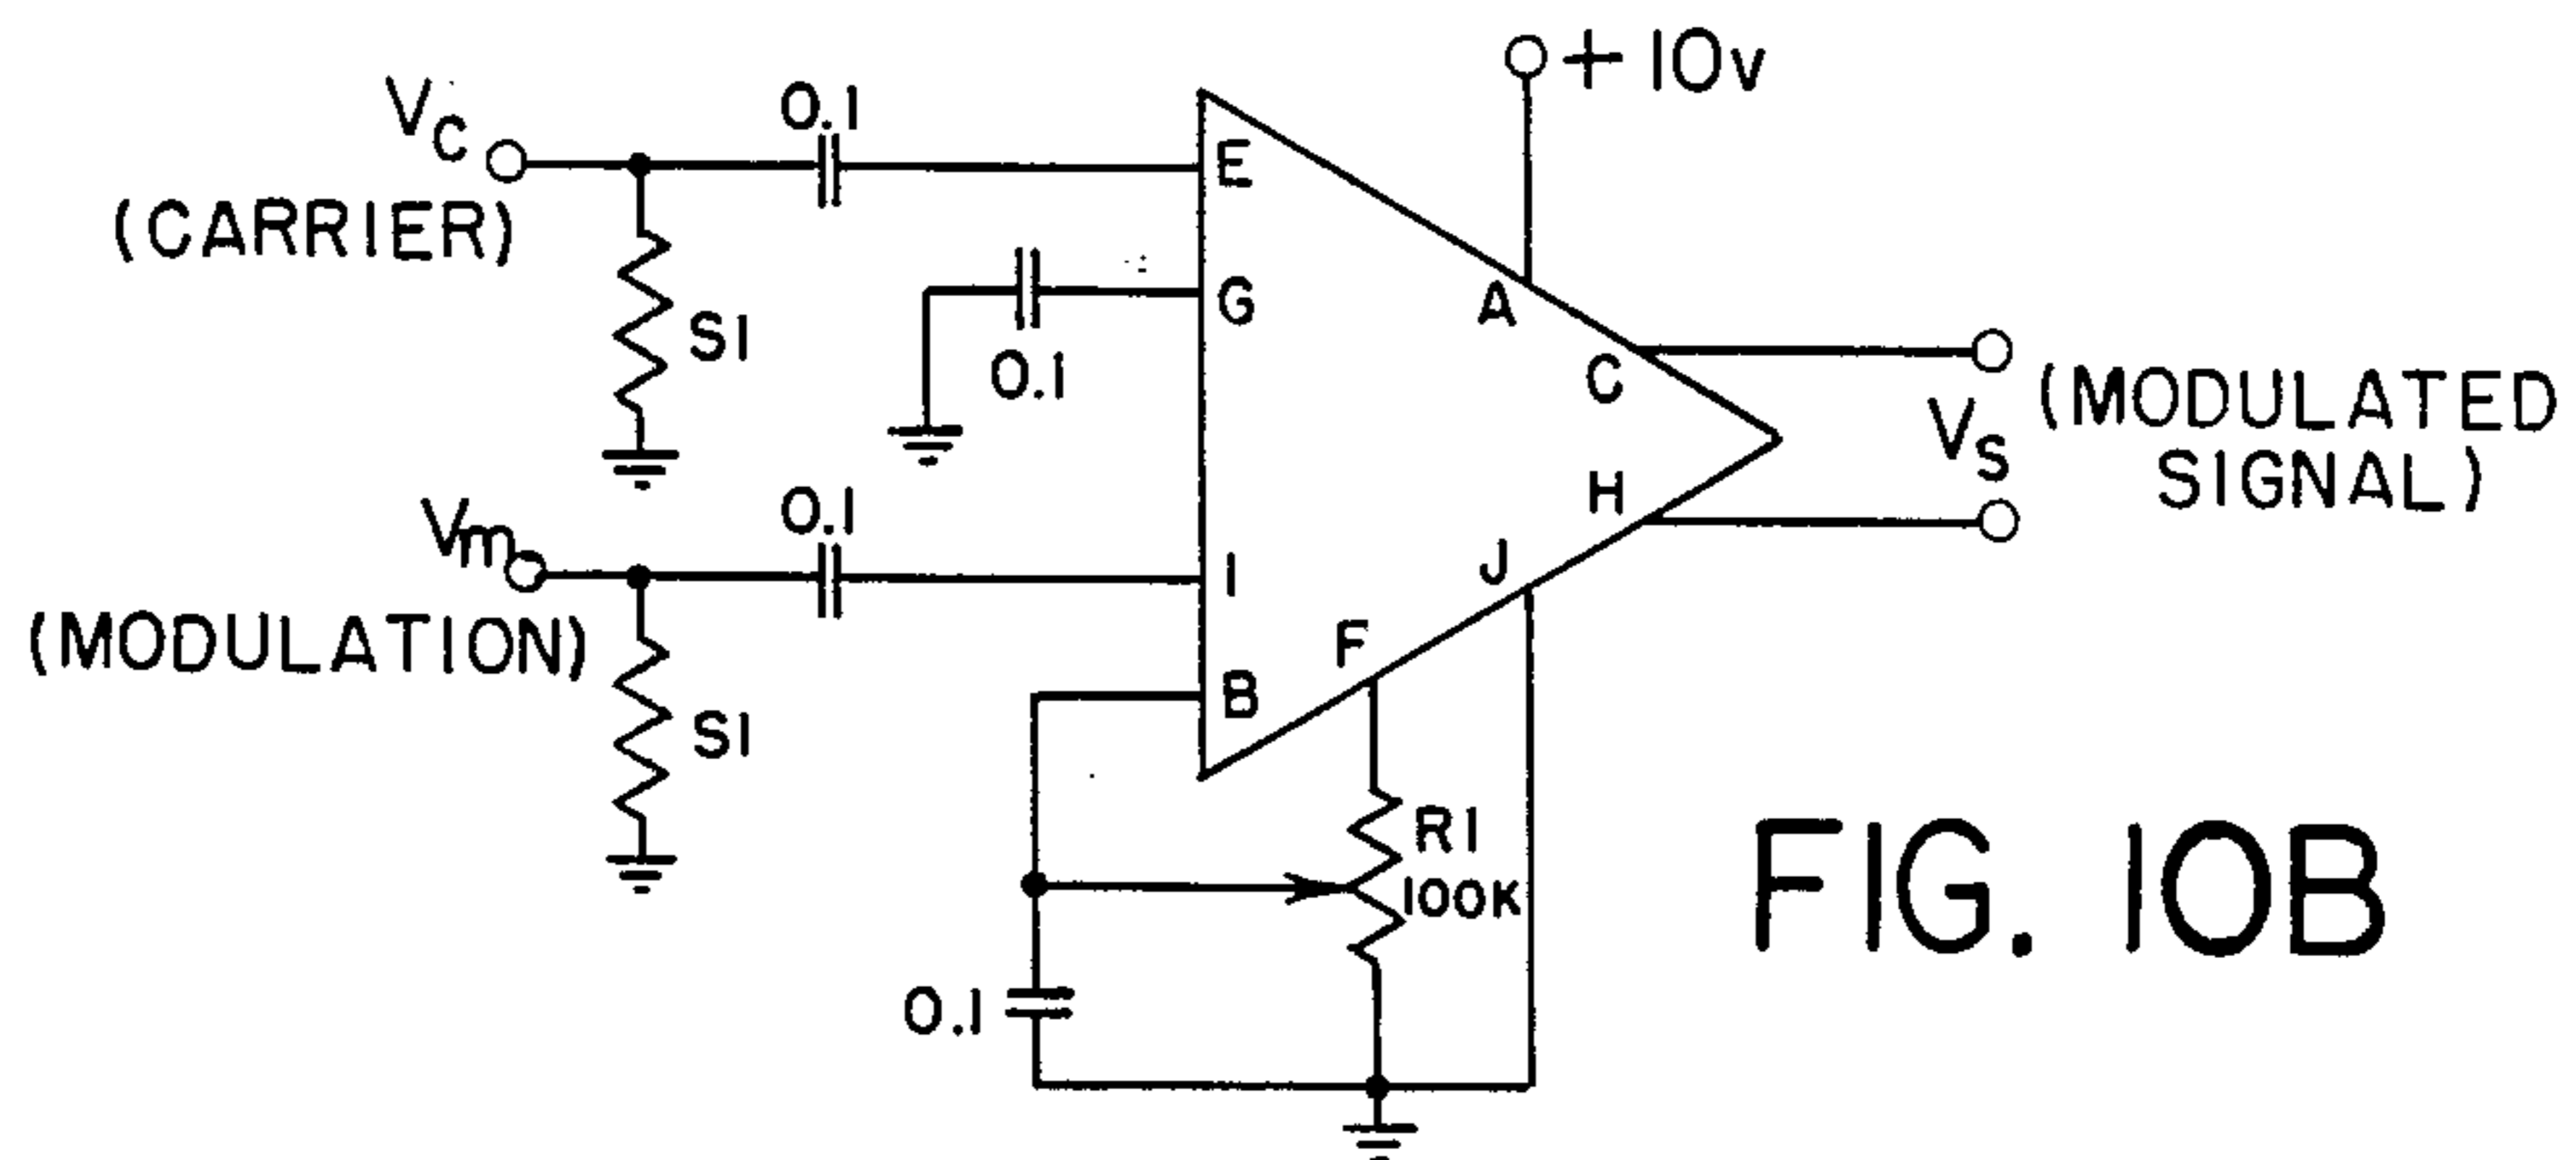 +10v
VC
(CARRIER)
0.1
E
S1
G
0.1
A
C
VS
(MODULATED
SIGNAL)
H
Vm
(MODULATION)
0.1
I
S1
J
F
B
R1
100K
0.1
FIG. 10B